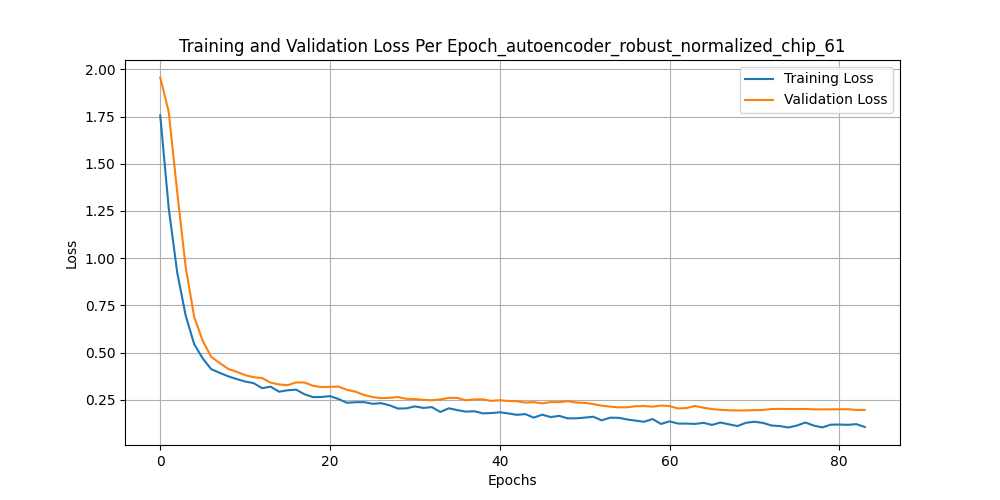 Training and Validation Loss Per Epoch_autoencoder_robust_normalized_chip_61
Training Loss
Validation Loss
2.00
1.75
1.50
1.25
1.00
0.75
0.50
0.25
Loss
0
20
40
60
80
Epochs